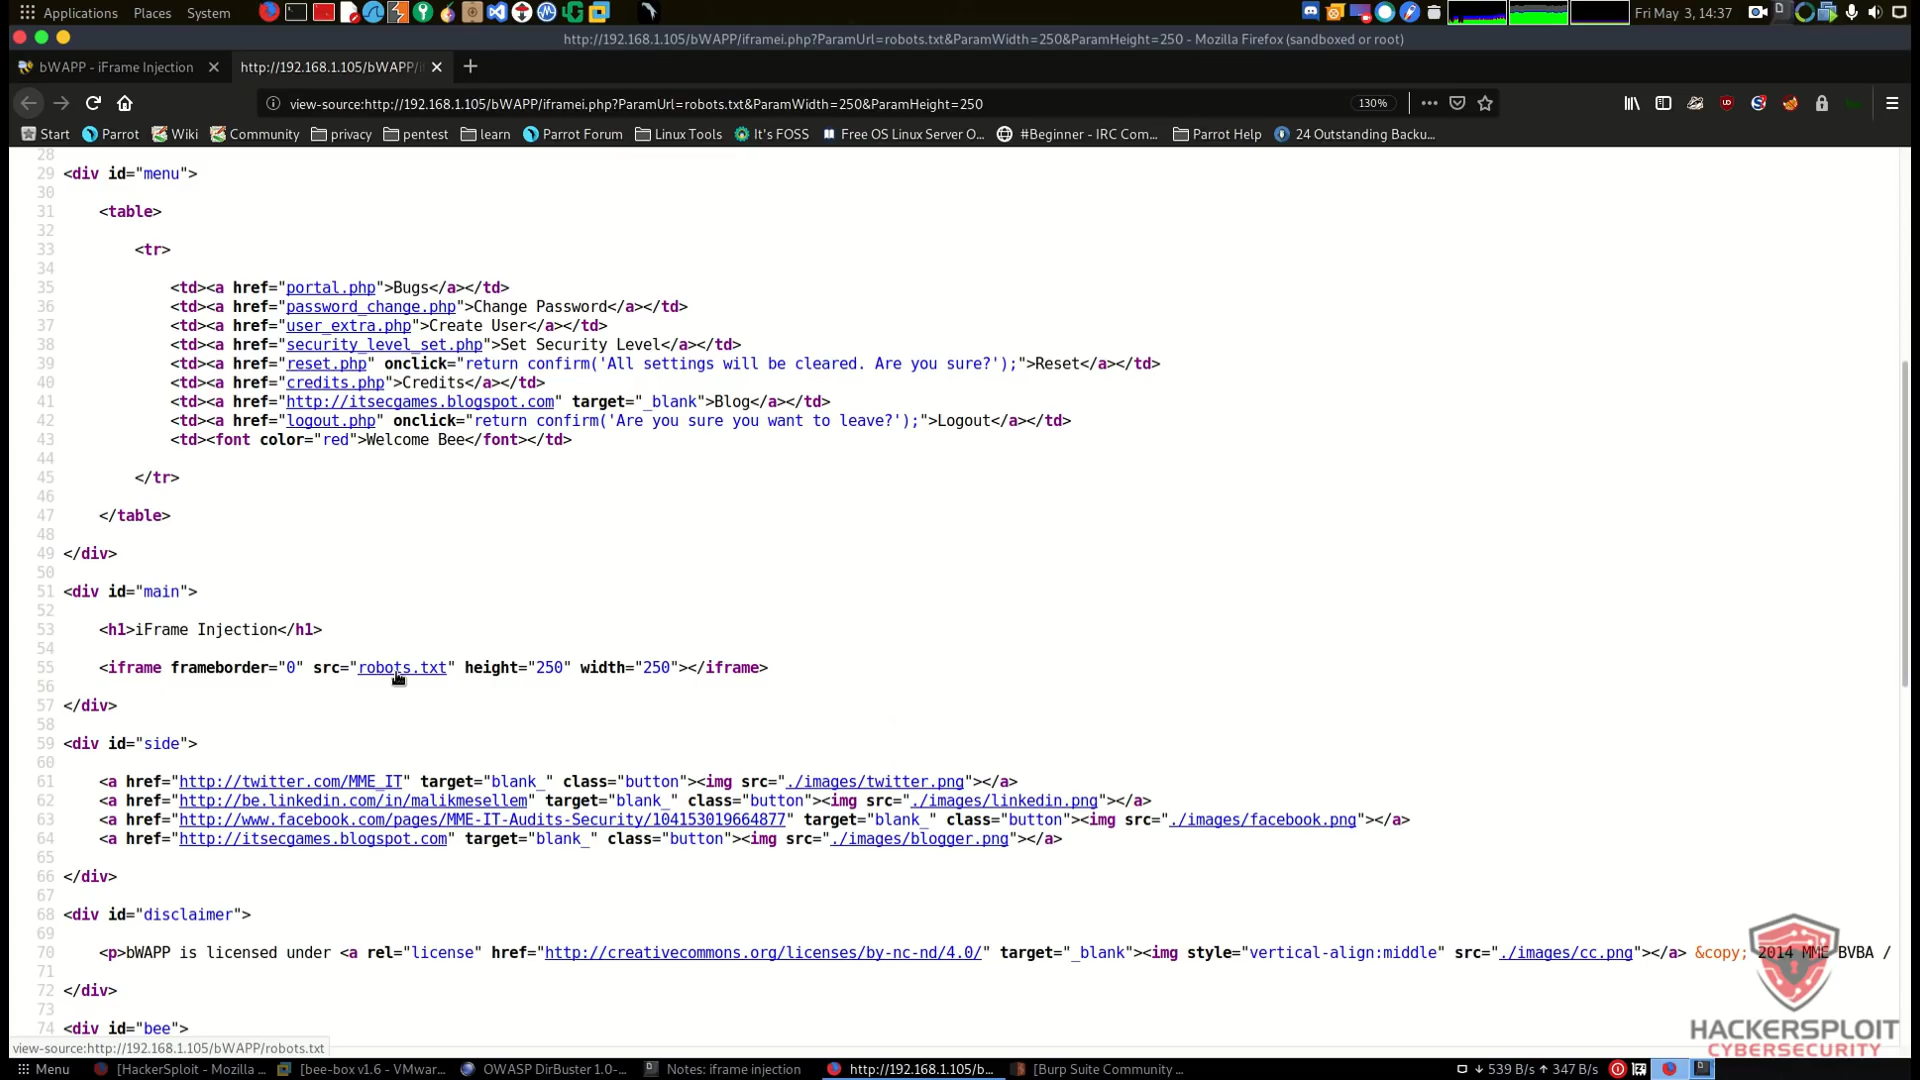 Applications Places System Fri May 3, 14:37
http://192.168.1.105/bWAPP/iframei.php?ParamUrl=robots.txt&ParamWidth=250&ParamHeight=250 - Mozilla Firefox (sandboxed or root)
bWAPP - iFrame Injection http://192.168.1.105/bWAPP/i
view-source:http://192.168.1.105/bWAPP/iframei.php?ParamUrl=robots.txt&ParamWidth=250&ParamHeight=250 130%
Start Parrot Wiki Community privacy pentest learn Parrot Forum Linux Tools It's FOSS Free OS Linux Server O... #Beginner - IRC Com... Parrot Help 24 Outstanding Backu...
28
29 <div id="menu">
30
31 <table>
32
33 <tr>
34
35 <td><a href="portal.php">Bugs</a></td>
36 <td><a href="password_change.php">Change Password</a></td>
37 <td><a href="user_extra.php">Create User</a></td>
38 <td><a href="security_level_set.php">Set Security Level</a></td>
39 <td><a href="reset.php" onclick="return confirm('All settings will be cleared. Are you sure?');">Reset</a></td>
40 <td><a href="credits.php">Credits</a></td>
41 <td><a href="http://itsecgames.blogspot.com" target="_blank">Blog</a></td>
42 <td><a href="logout.php" onclick="return confirm('Are you sure you want to leave?');">Logout</a></td>
43 <td><font color="red">Welcome Bee</font></td>
44
45 </tr>
46
47 </table>
48
49 </div>
50
51 <div id="main">
52
53 <h1>iFrame Injection</h1>
54
55 <iframe frameborder="0" src="robots.txt" height="250" width="250"></iframe>
56
57 </div>
58
59 <div id="side">
60
61 <a href="http://twitter.com/MME_IT" target="blank_" class="button"><img src="./images/twitter.png"></a>
62 <a href="http://be.linkedin.com/in/malikmesellem" target="blank_" class="button"><img src="./images/linkedin.png"></a>
63 <a href="http://www.facebook.com/pages/MME-IT-Audits-Security/104153019664877" target="blank_" class="button"><img src="./images/facebook.png"></a>
64 <a href="http://itsecgames.blogspot.com" target="blank_" class="button"><img src="./images/blogger.png"></a>
65
66 </div>
67
68 <div id="disclaimer">
69
70 <p>bWAPP is licensed under <a rel="license" href="http://creativecommons.org/licenses/by-nc-nd/4.0/" target="_blank"><img style="vertical-align:middle" src="./images/cc.png"></a> &copy; 2014 MME BVBA /
71
72 </div>
73
74 <div id="bee">
view-source:http://192.168.1.105/bWAPP/robots.txt
HACKERSPLOIT
CYBERSECURITY
Menu [HackerSploit - Mozilla ... [bee-box v1.6 - VMwar... OWASP DirBuster 1.0-... Notes: iframe injection http://192.168.1.105/b... [Burp Suite Community ... ↓ 539 B/s ↑ 347 B/s